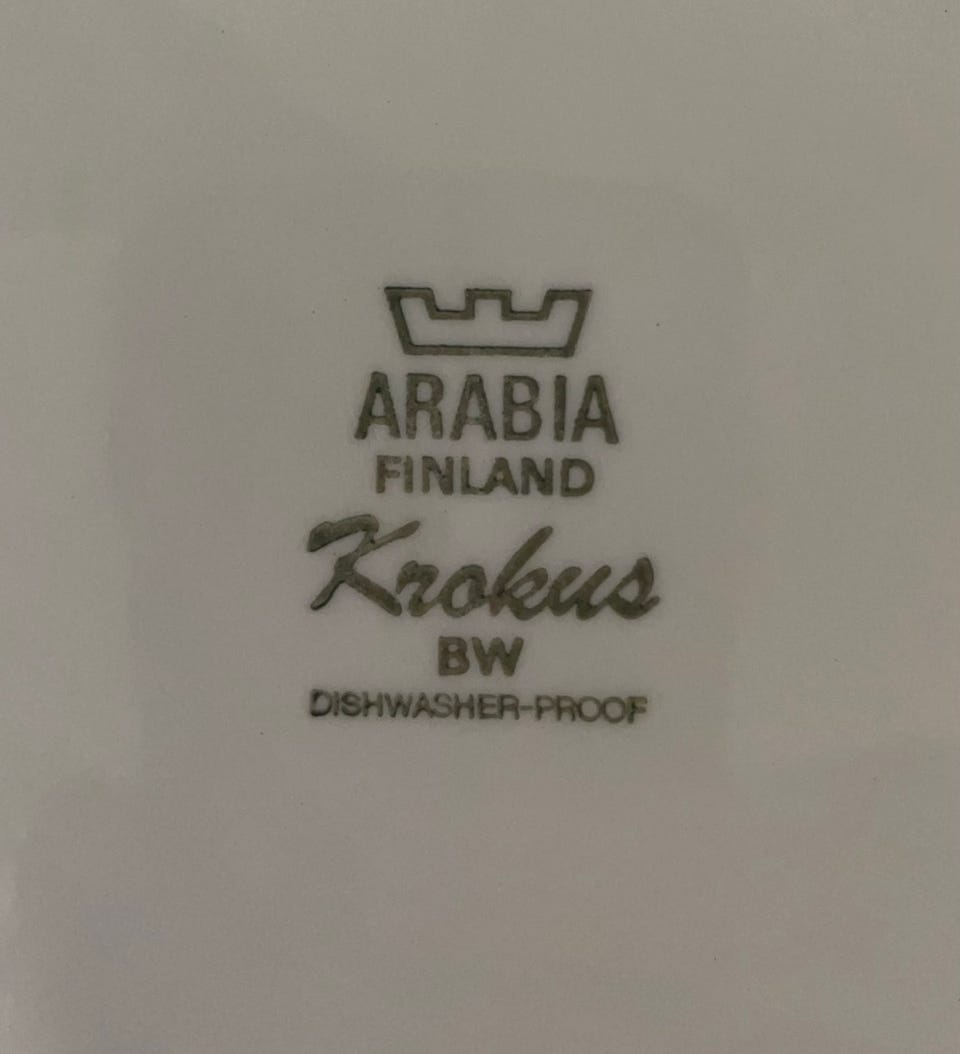 ARABIA
FINLAND
Krokus
BW
DISHWASHER-PROOF